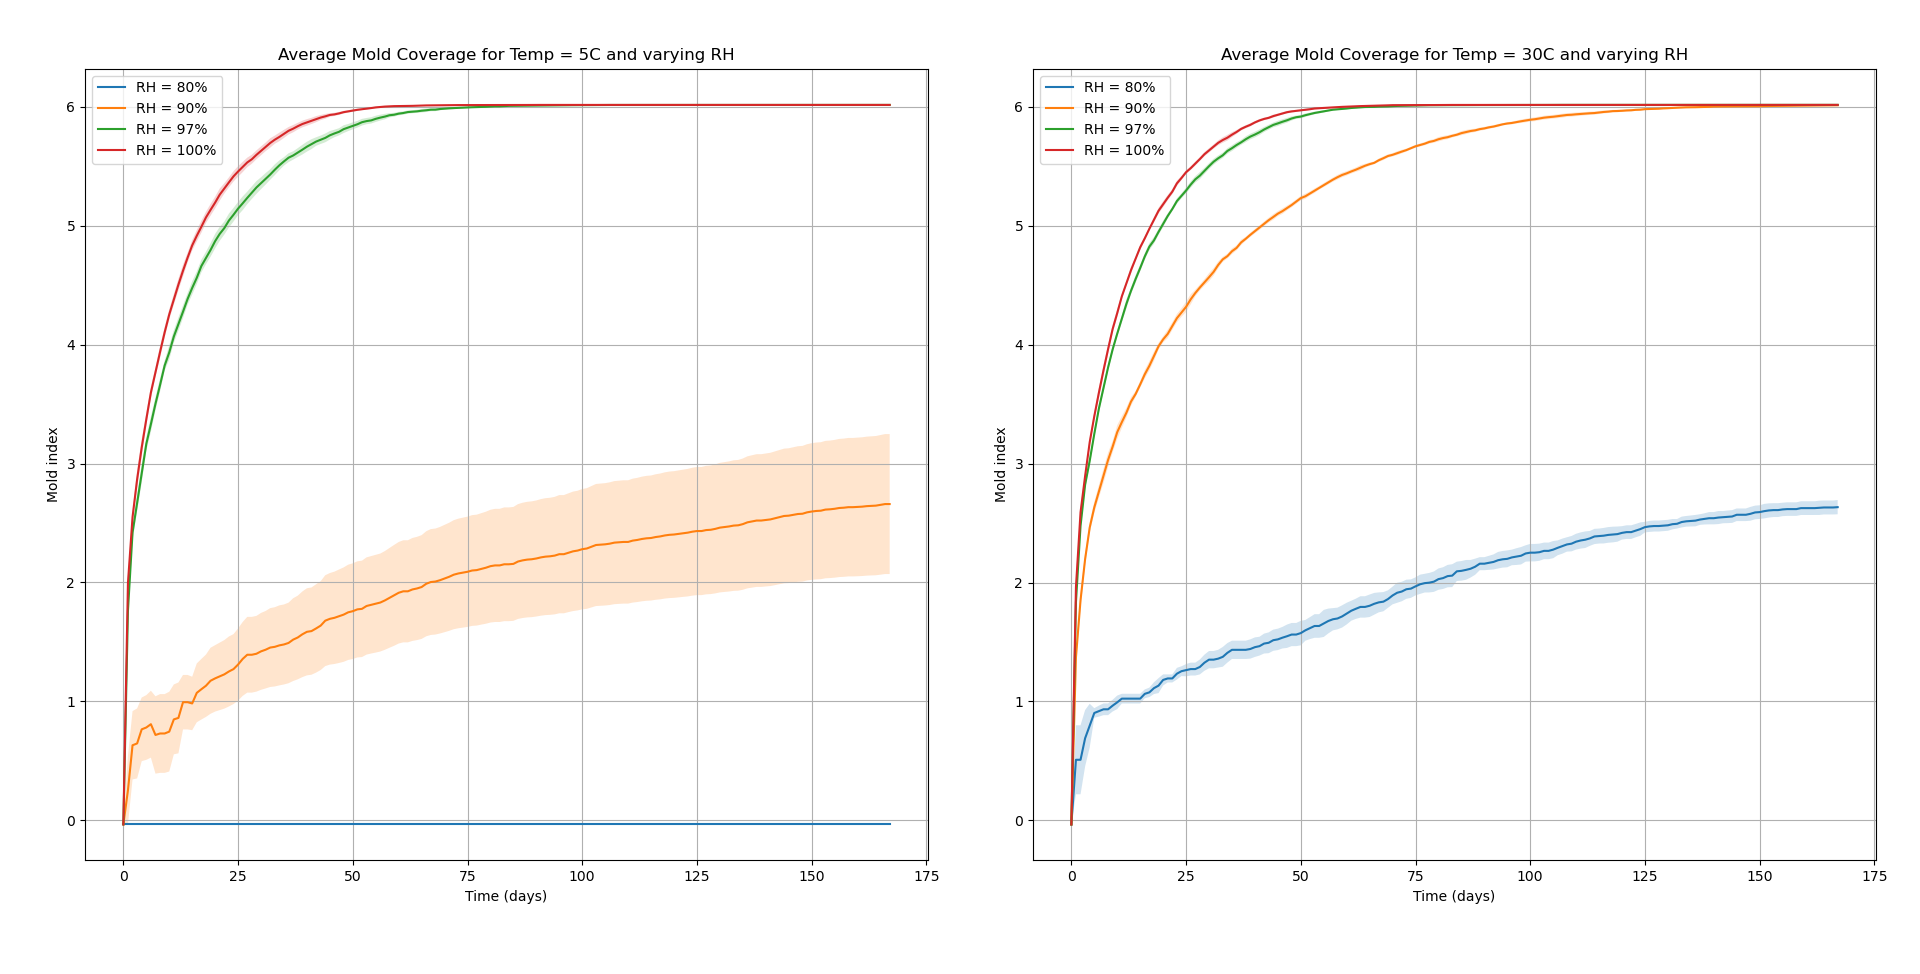 Average Mold Coverage for Temp = 5C and varying RH
RH = 80%
RH = 90%
RH = 97%
RH = 100%
Mold index
6
5
4
3
2
1
0
0 25 50 75 100 125 150 175
Time (days)
Average Mold Coverage for Temp = 30C and varying RH
RH = 80%
RH = 90%
RH = 97%
RH = 100%
Mold index
6
5
4
3
2
1
0
0 25 50 75 100 125 150 175
Time (days)